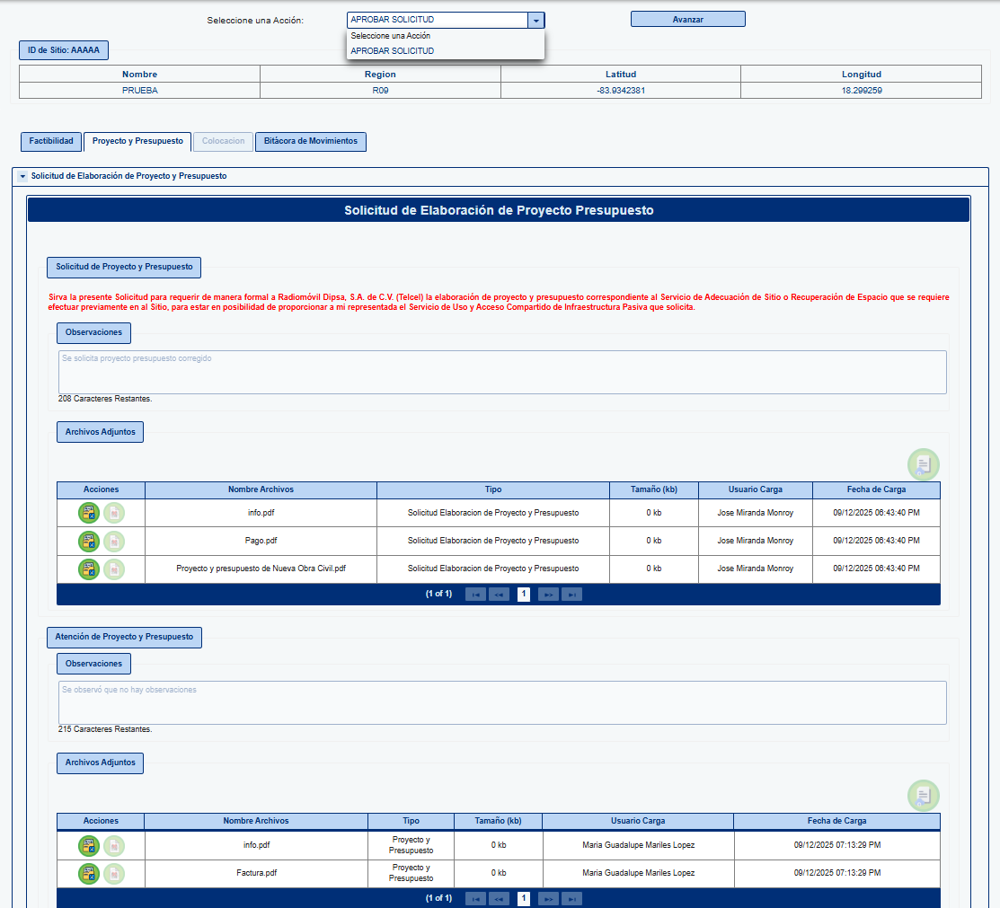 Seleccione una Acción: APROBAR SOLICITUD Avanzar
Seleccione una Acción
APROBAR SOLICITUD
ID de Sitio: AAAAA
Nombre Region Latitud Longitud
PRUEBA R09 -83.9342381 18.299259
Factibilidad Proyecto y Presupuesto Colocacion Bitácora de Movimientos
Solicitud de Elaboración de Proyecto y Presupuesto
Solicitud de Elaboración de Proyecto Presupuesto
Solicitud de Proyecto y Presupuesto
Sirva la presente Solicitud para requerir de manera formal a Radiomóvil Dipsa, S.A. de C.V. (Telcel) la elaboración de proyecto y presupuesto correspondiente al Servicio de Adecuación de Sitio o Recuperación de Espacio que se requiere
efectuar previamente en al Sitio, para estar en posibilidad de proporcionar a mi representada el Servicio de Uso y Acceso Compartido de Infraestructura Pasiva que solicita.
Observaciones
Se solicita proyecto presupuesto corregido
208 Caracteres Restantes.
Archivos Adjuntos
Acciones Nombre Archivos Tipo Tamaño (kb) Usuario Carga Fecha de Carga
info.pdf Solicitud Elaboracion de Proyecto y Presupuesto 0 kb Jose Miranda Monroy 09/12/2025 06:43:40 PM
Pago.pdf Solicitud Elaboracion de Proyecto y Presupuesto 0 kb Jose Miranda Monroy 09/12/2025 06:43:40 PM
Proyecto y presupuesto de Nueva Obra Civil.pdf Solicitud Elaboracion de Proyecto y Presupuesto 0 kb Jose Miranda Monroy 09/12/2025 06:43:40 PM
(1 of 1) 1
Atención de Proyecto y Presupuesto
Observaciones
Se observó que no hay observaciones
215 Caracteres Restantes.
Archivos Adjuntos
Acciones Nombre Archivos Tipo Tamaño (kb) Usuario Carga Fecha de Carga
info.pdf Proyecto y Presupuesto 0 kb Maria Guadalupe Mariles Lopez 09/12/2025 07:13:29 PM
Factura.pdf Proyecto y Presupuesto 0 kb Maria Guadalupe Mariles Lopez 09/12/2025 07:13:29 PM
(1 of 1) 1